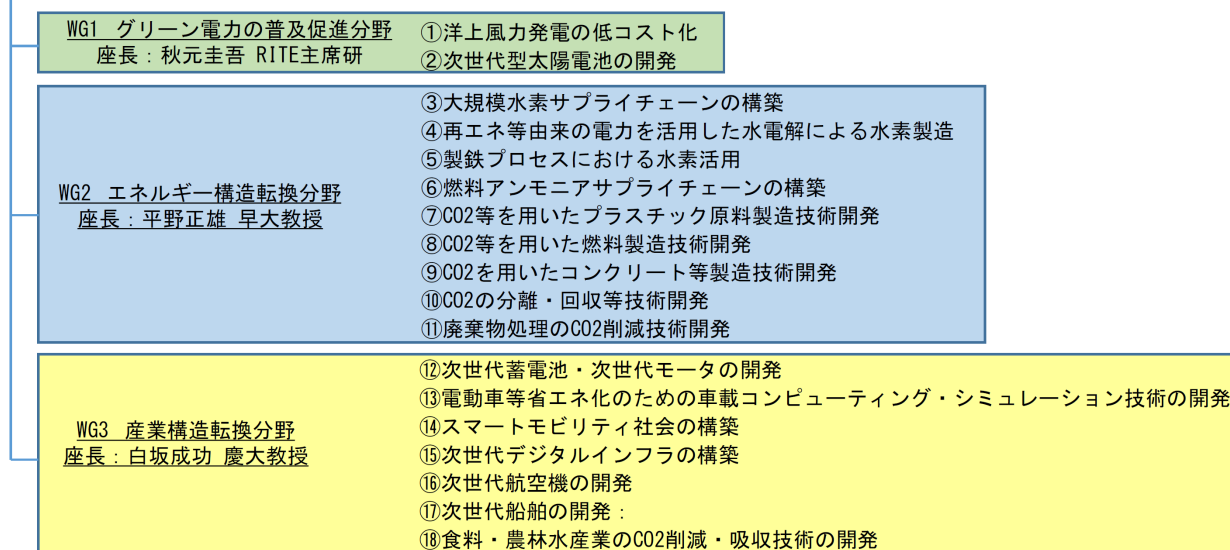 WG1 グリーン電力の普及促進分野
座長:秋元圭吾 RITE主席研
①洋上風力発電の低コスト化
②次世代型太陽電池の開発
WG2 エネルギー構造転換分野
座長:平野正雄 早大教授
③大規模水素サプライチェーンの構築
④再エネ等由来の電力を活用した水電解による水素製造
⑤製鉄プロセスにおける水素活用
⑥燃料アンモニアサプライチェーンの構築
⑦CO2等を用いたプラスチック原料製造技術開発
⑧CO2等を用いた燃料製造技術開発
⑨CO2を用いたコンクリート等製造技術開発
⑩CO2の分離・回収等技術開発
⑪廃棄物処理のCO2削減技術開発
WG3 産業構造転換分野
座長:白坂成功 慶大教授
⑫次世代蓄電池・次世代モータの開発
⑬電動車等省エネ化のための車載コンピューティング・シミュレーション技術の開発
⑭スマートモビリティ社会の構築
⑮次世代デジタルインフラの構築
⑯次世代航空機の開発
⑰次世代船舶の開発:
⑱食料・農林水産業のCO2削減・吸収技術の開発